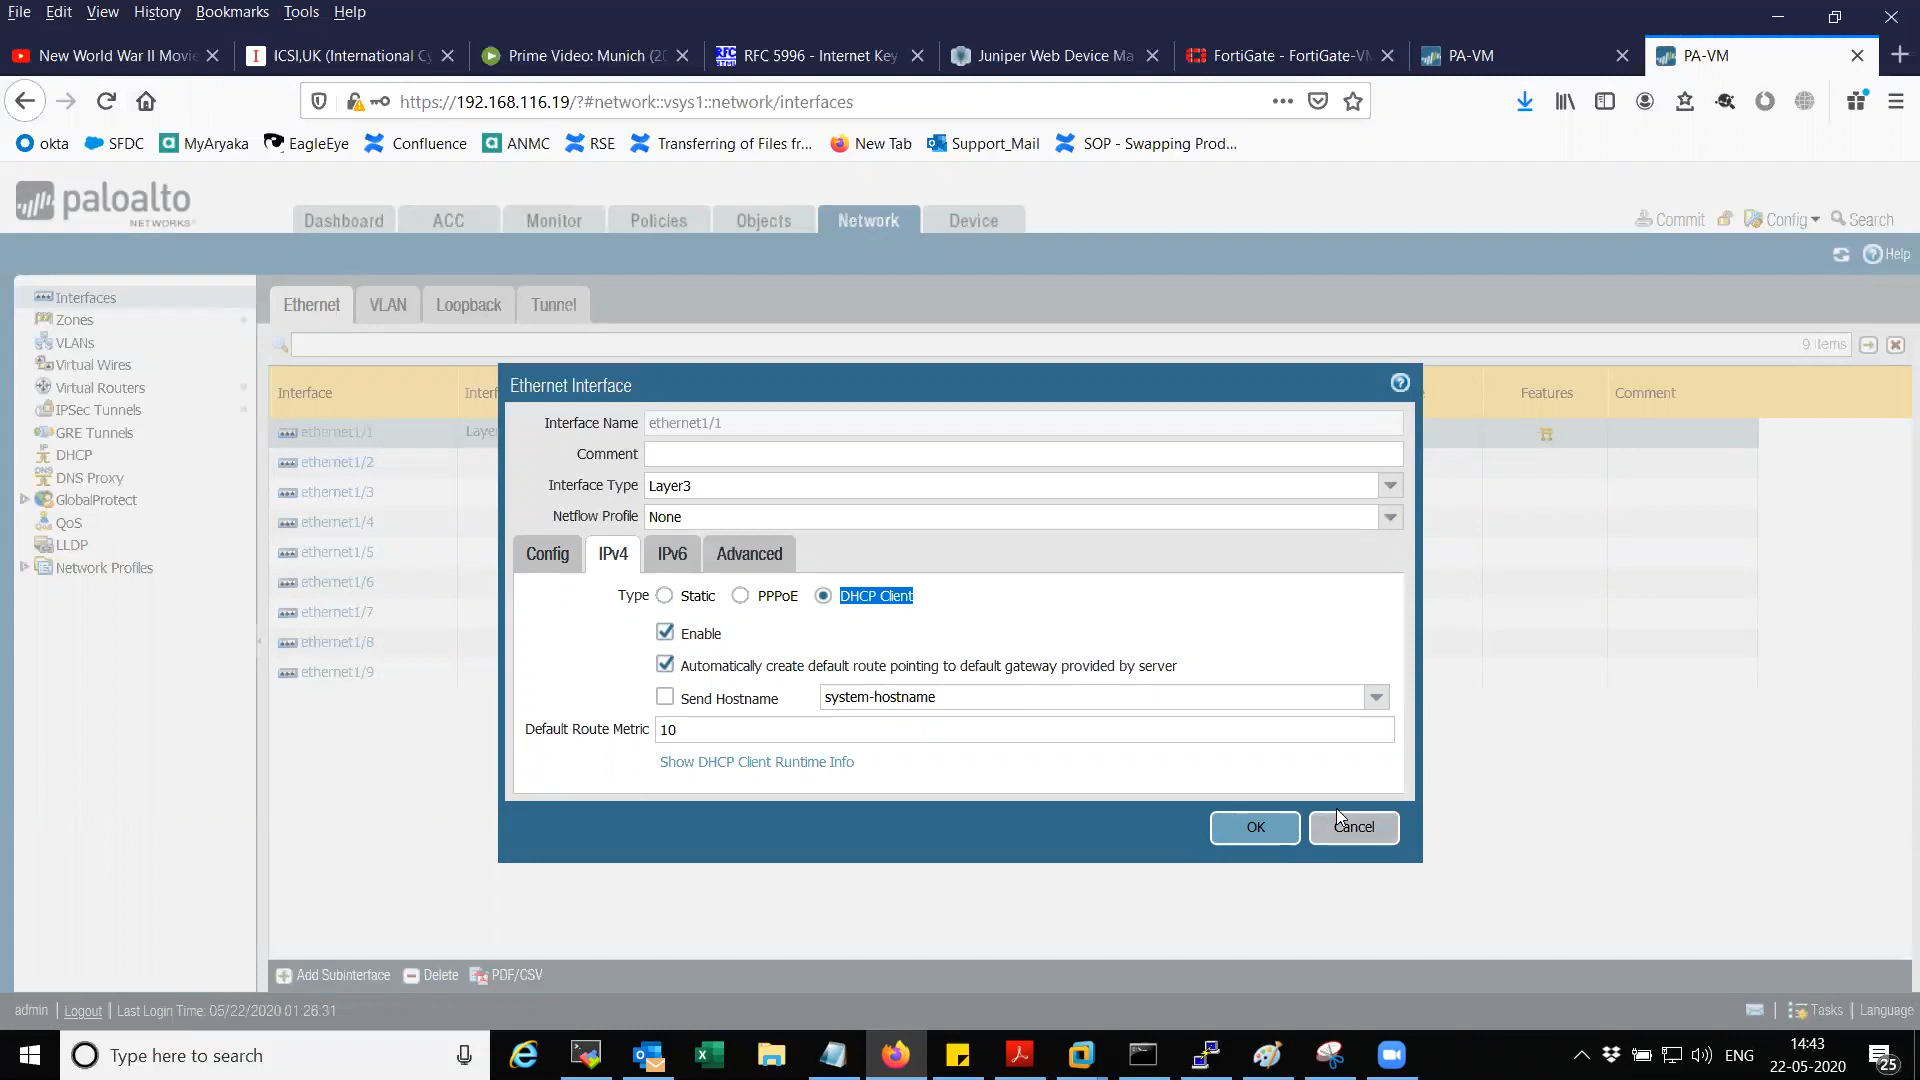 File Edit View History Bookmarks Tools Help
New World War II Movie
ICSI,UK (International Cy
Prime Video: Munich (20
RFC 5996 - Internet Key
Juniper Web Device Ma
FortiGate - FortiGate-VM
PA-VM
PA-VM
https://192.168.116.19/?#network::vsys1::network/interfaces
okta SFDC MyAryaka EagleEye Confluence ANMC RSE Transferring of Files fr... New Tab Support_Mail SOP - Swapping Prod...
paloalto
NETWORKS
Dashboard ACC Monitor Policies Objects Network Device
Commit Config Search
Help
Interfaces
Zones
VLANs
Virtual Wires
Virtual Routers
IPSec Tunnels
GRE Tunnels
DHCP
DNS Proxy
GlobalProtect
QoS
LLDP
Network Profiles
Ethernet VLAN Loopback Tunnel
9 items
Interface Interf Features Comment
ethernet1/1 Laye
ethernet1/2
ethernet1/3
ethernet1/4
ethernet1/5
ethernet1/6
ethernet1/7
ethernet1/8
ethernet1/9
Ethernet Interface
Interface Name ethernet1/1
Comment
Interface Type Layer3
Netflow Profile None
Config IPv4 IPv6 Advanced
Type Static PPPoE DHCP Client
Enable
Automatically create default route pointing to default gateway provided by server
Send Hostname system-hostname
Default Route Metric 10
Show DHCP Client Runtime Info
OK Cancel
Add Subinterface Delete PDF/CSV
admin | Logout | Last Login Time: 05/22/2020 01:26:31
Tasks | Language
Type here to search
ENG
14:43
22-05-2020
25